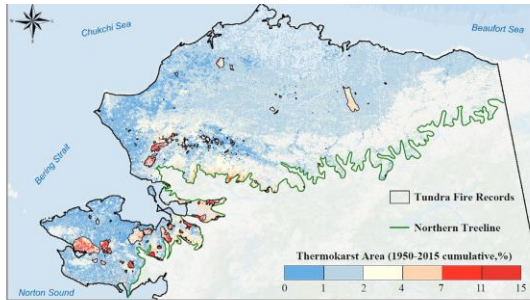 Chukchi Sea
Beaufort Sea
Bering Strait
Tundra Fire Records
Northern Treeline
Thermokarst Area (1950-2015 cumulative,%)
0 1 2 4 7 11 15
Norton Sound